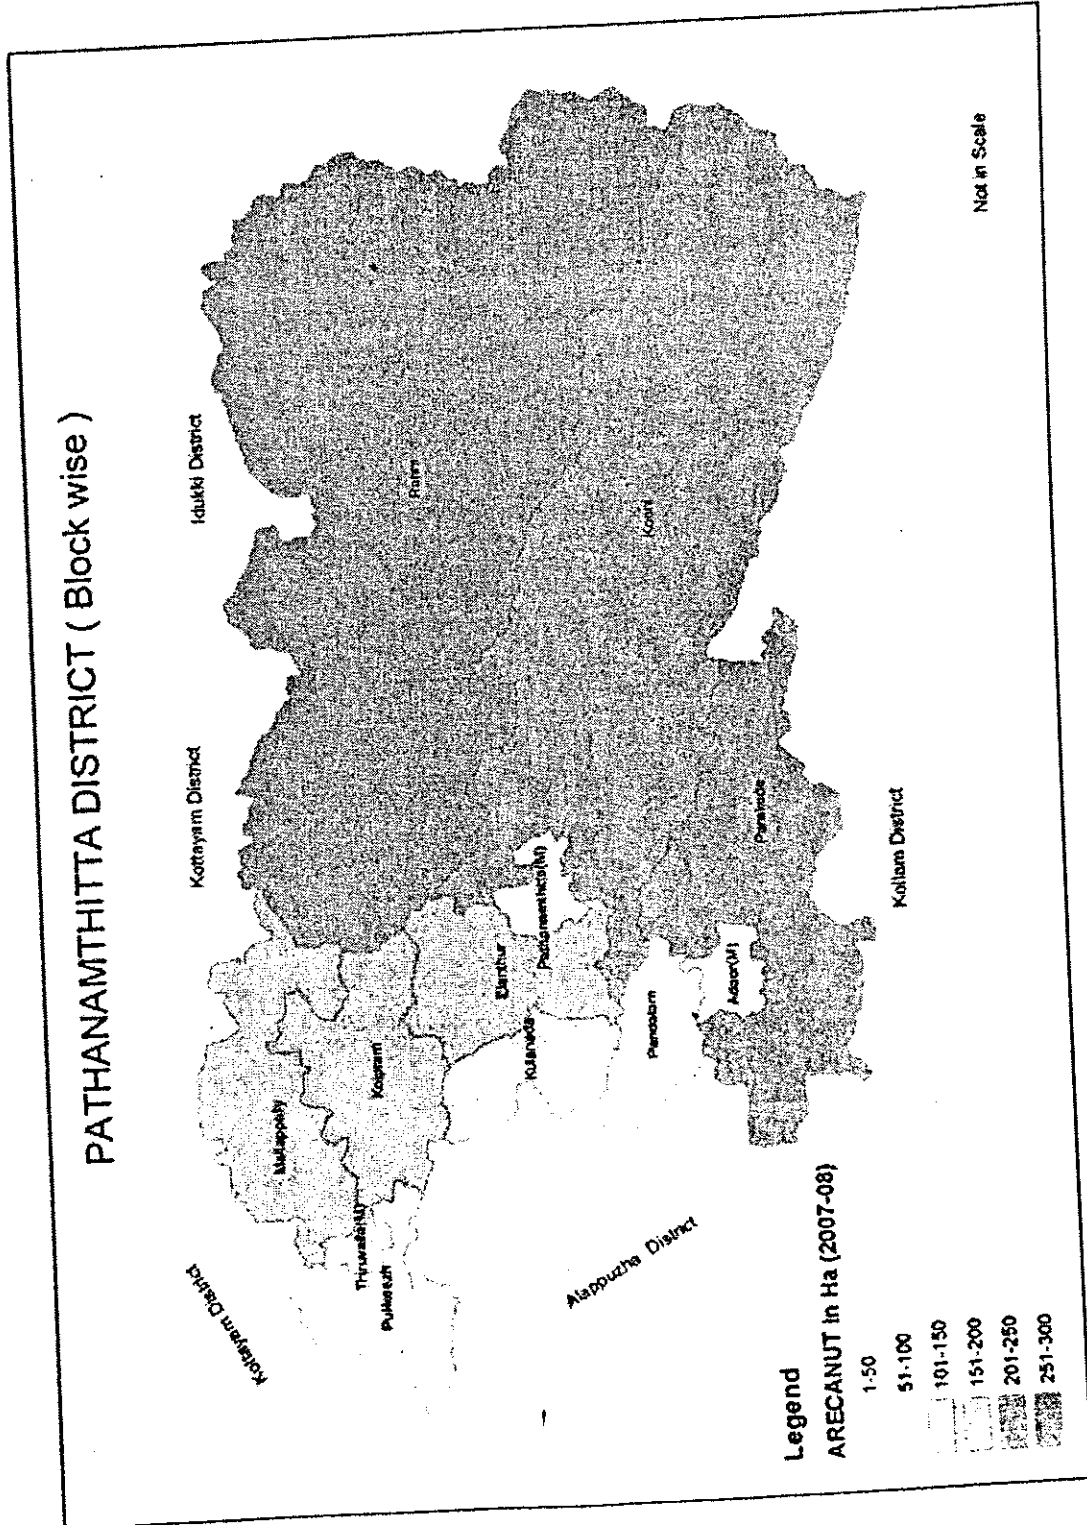 PATHANAMTHITTA DISTRICT ( Block wise )
Idukki District
Kottayam District
Kottayam District
Ranni
Konni
Mallappally
Koipram
Elanthur
Pathanamthitta(M)
Thiruvalla(M)
Pulikeezh
Kulanada
Pandalam
Adoor(M)
Parakode
Alappuzha District
Kollam District
Legend
ARECANUT in Ha (2007-08)
1-50
51-100
101-150
151-200
201-250
251-300
Not in Scale